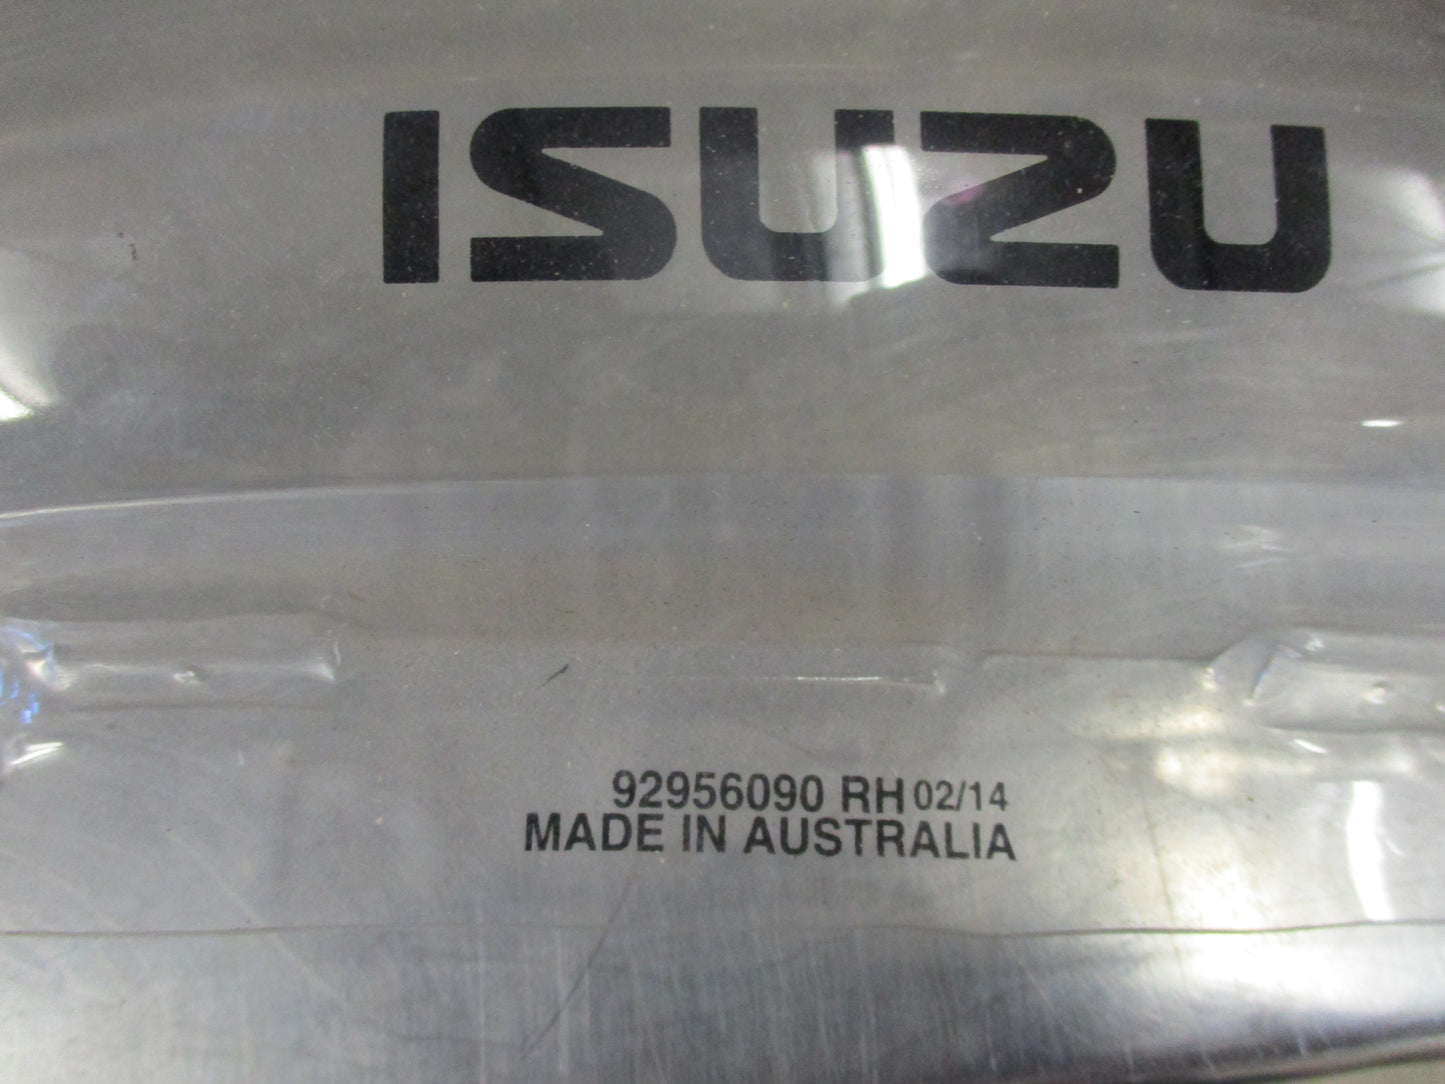 ISUZU
92956090 RH 02/14
MADE IN AUSTRALIA